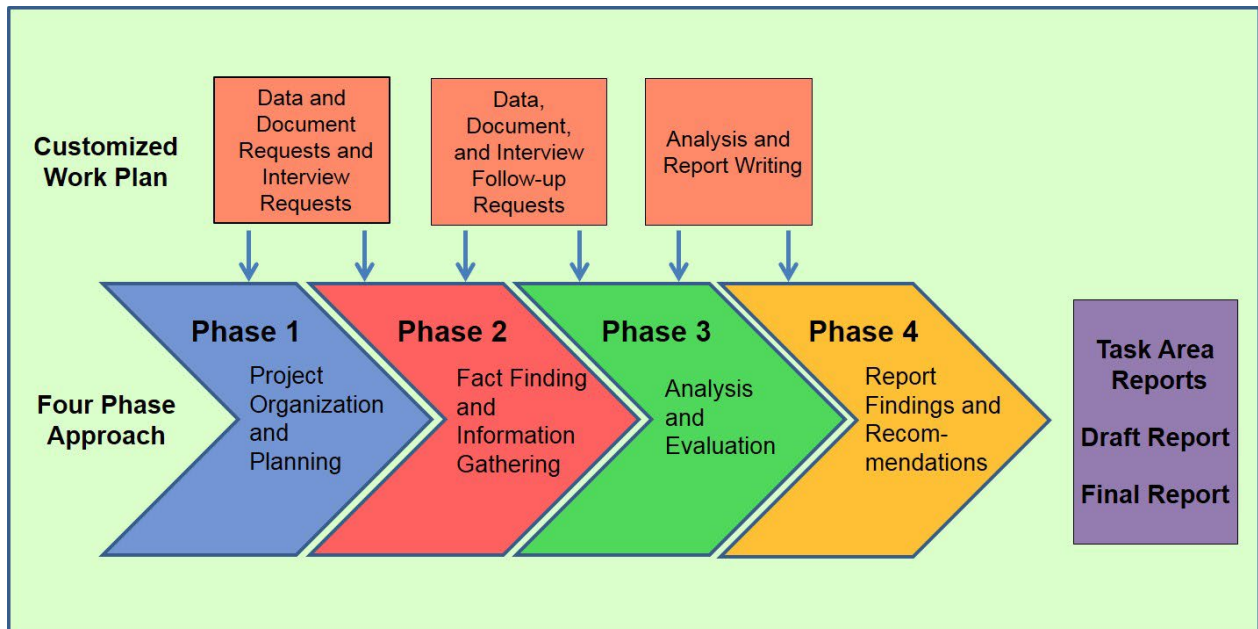 Customized
Work Plan
Data and
Document
Requests and
Interview
Requests
Data,
Document,
and Interview
Follow-up
Requests
Analysis and
Report Writing
Four Phase
Approach
Phase 1
Project
Organization
and
Planning
Phase 2
Fact Finding
and
Information
Gathering
Phase 3
Analysis
and
Evaluation
Phase 4
Report
Findings and
Recom-
mendations
Task Area
Reports
Draft Report
Final Report